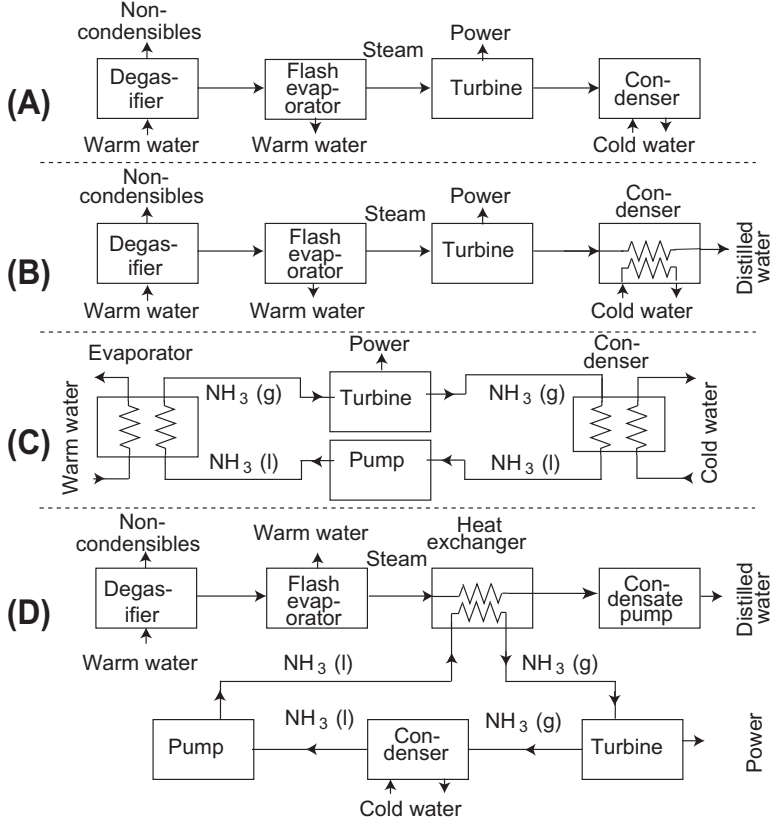 Non-
condensibles
Power
Steam
(A)
Degas-
ifier
Flash
evap-
orator
Turbine
Con-
denser
Warm water
Warm water
Cold water
Non-
condensibles
Power
Con-
denser
Steam
(B)
Degas-
ifier
Flash
evap-
orator
Turbine
Distilled
water
Warm water
Warm water
Cold water
Evaporator
Power
Con-
denser
(C)
Warm water
NH3 (g)
Turbine
NH3 (g)
NH3 (l)
Pump
NH3 (l)
Cold water
Non-
condensibles
Warm water
Steam
Heat
exchanger
(D)
Degas-
ifier
Flash
evap-
orator
Con-
densate
pump
Distilled
water
Warm water
NH3 (l)
NH3 (g)
NH3 (l)
NH3 (g)
Pump
Con-
denser
Turbine
Power
Cold water